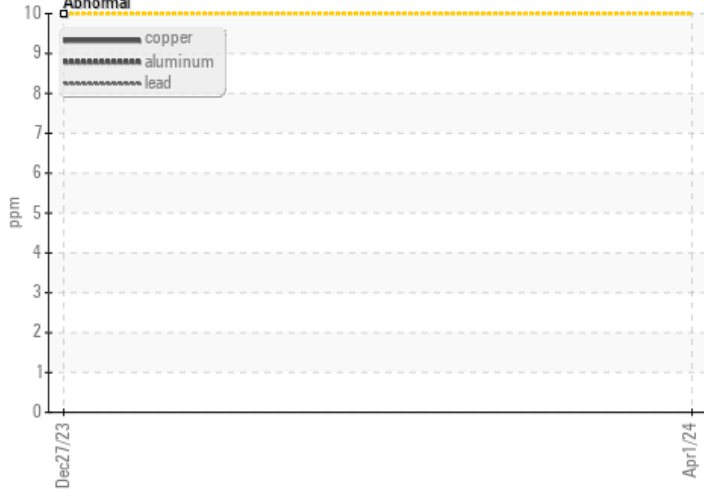 Abnormal
10
copper
9
aluminum
lead
8
7
6
ppm
5
4
3
2
1
0
Dec27/23
Apr1/24